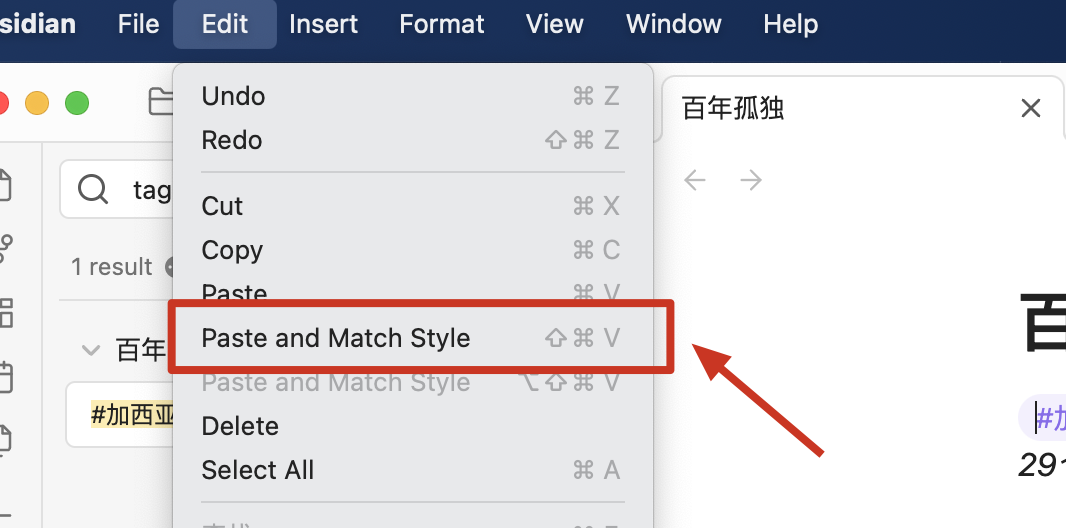 sidian File Edit Insert Format View Window Help
Undo ⌘ Z
Redo ⇧⌘ Z
百年孤独
tag
Cut ⌘ X
Copy ⌘ C
1 result
Paste ⌘ V
Paste and Match Style ⇧⌘ V
百年
百
Paste and Match Style ⌥⇧⌘ V
#加西亚
Delete
#加
Select All ⌘ A
29